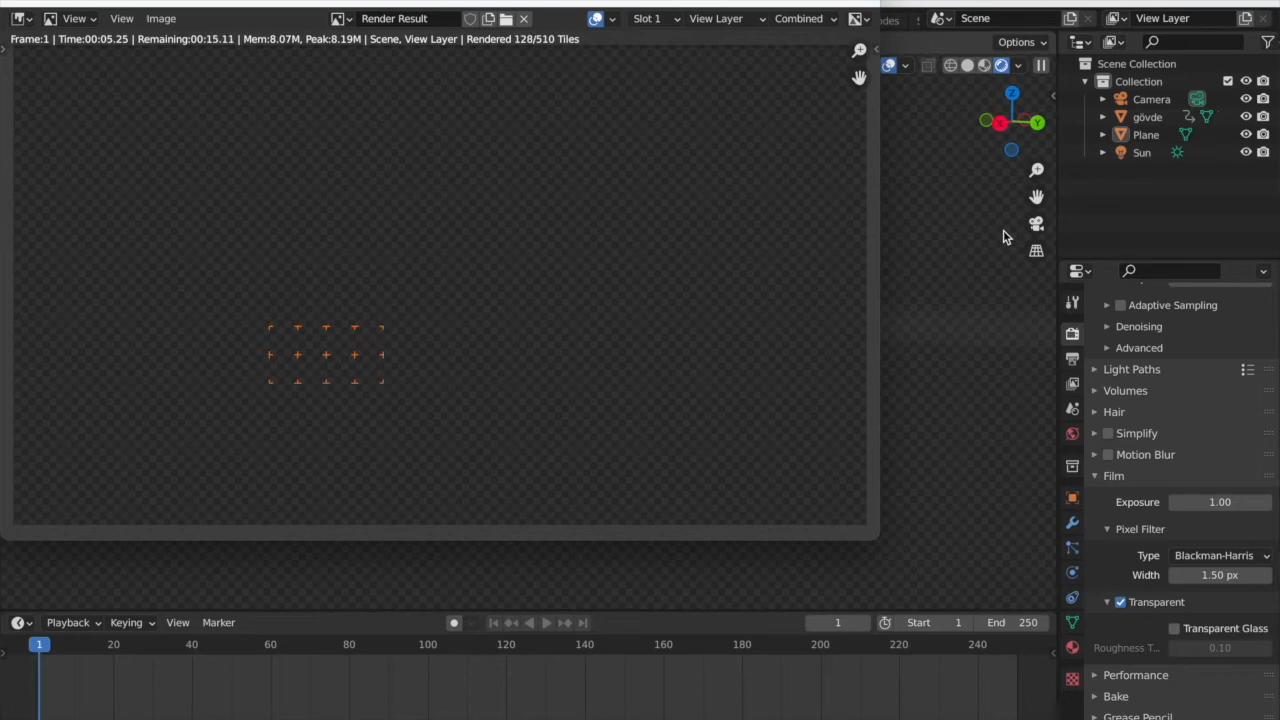 View View Image Render Result Slot 1 View Layer Combined
Scene View Layer
Frame:1 | Time:00:05.25 | Remaining:00:15.11 | Mem:8.07M, Peak:8.19M | Scene, View Layer | Rendered 128/510 Tiles
Options
Scene Collection
Collection
Camera
gövde
Plane
Sun
Z
X
Y
Adaptive Sampling
Denoising
Advanced
Light Paths
Volumes
Hair
Simplify
Motion Blur
Film
Exposure 1.00
Pixel Filter
Type Blackman-Harris
Width 1.50 px
Transparent
Transparent Glass
Roughness T... 0.10
Performance
Bake
Grease Pencil
Playback Keying View Marker 1 Start 1 End 250
1 20 40 60 80 100 120 140 160 180 200 220 240